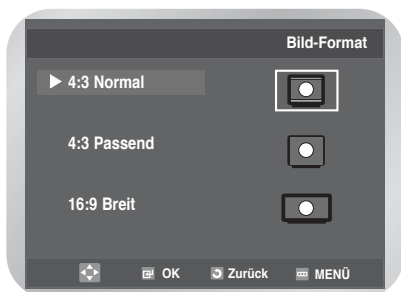 Bild-Format
4:3 Normal
4:3 Passend
16:9 Breit
OK Zurück MENÜ